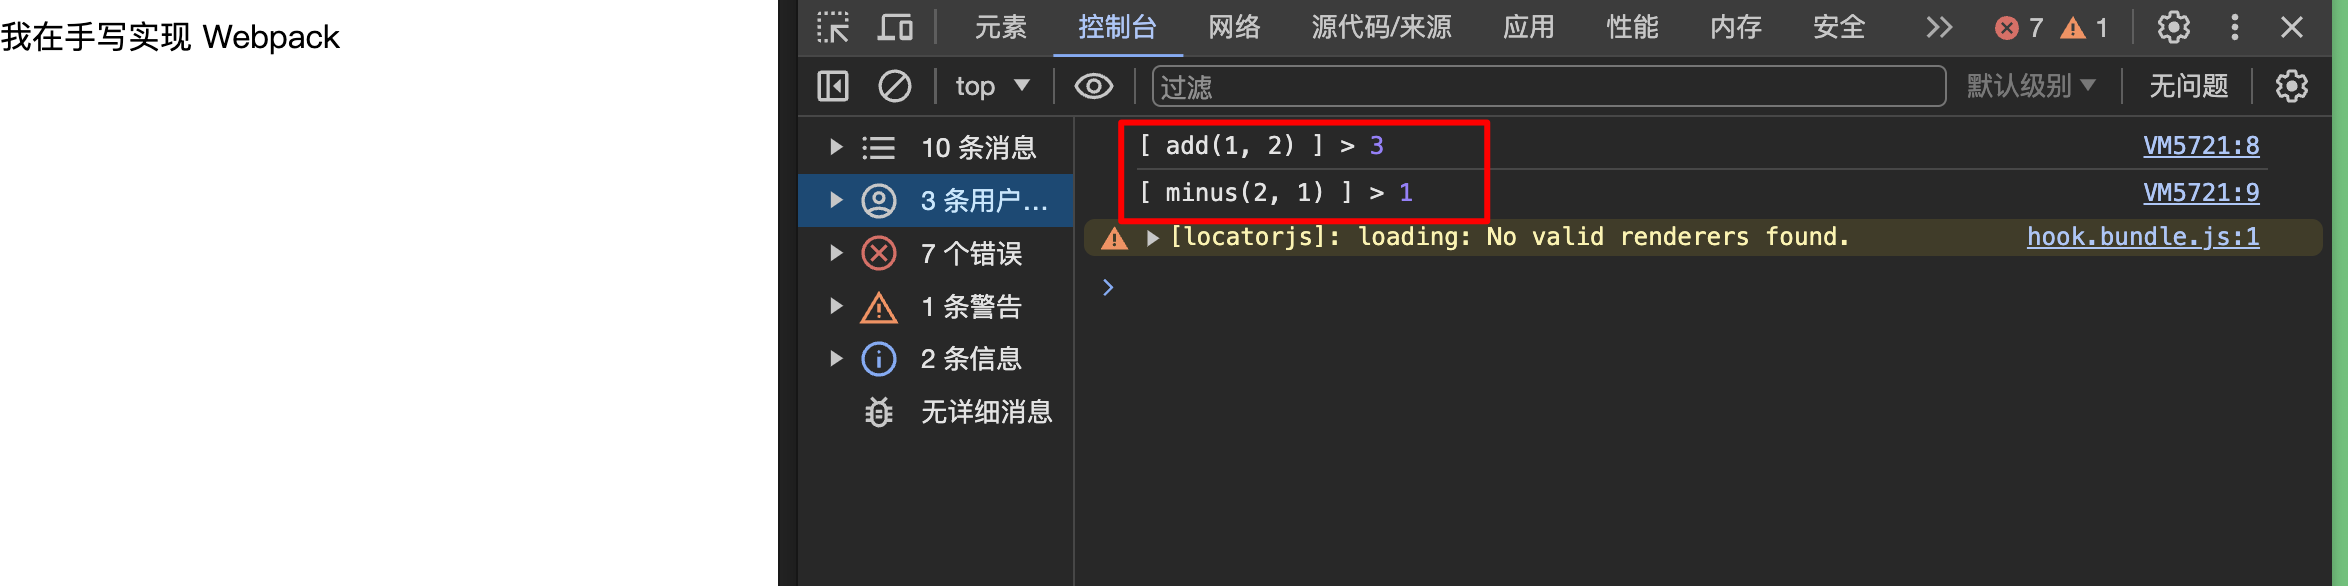 我在手写实现 Webpack
元素 控制台 网络 源代码/来源 应用 性能 内存 安全 7 1
top 过滤 默认级别 无问题
10 条消息
3 条用户…
7 个错误
1 条警告
2 条信息
无详细消息
[ add(1, 2) ] > 3 VM5721:8
[ minus(2, 1) ] > 1 VM5721:9
[locatorjs]: loading: No valid renderers found. hook.bundle.js:1